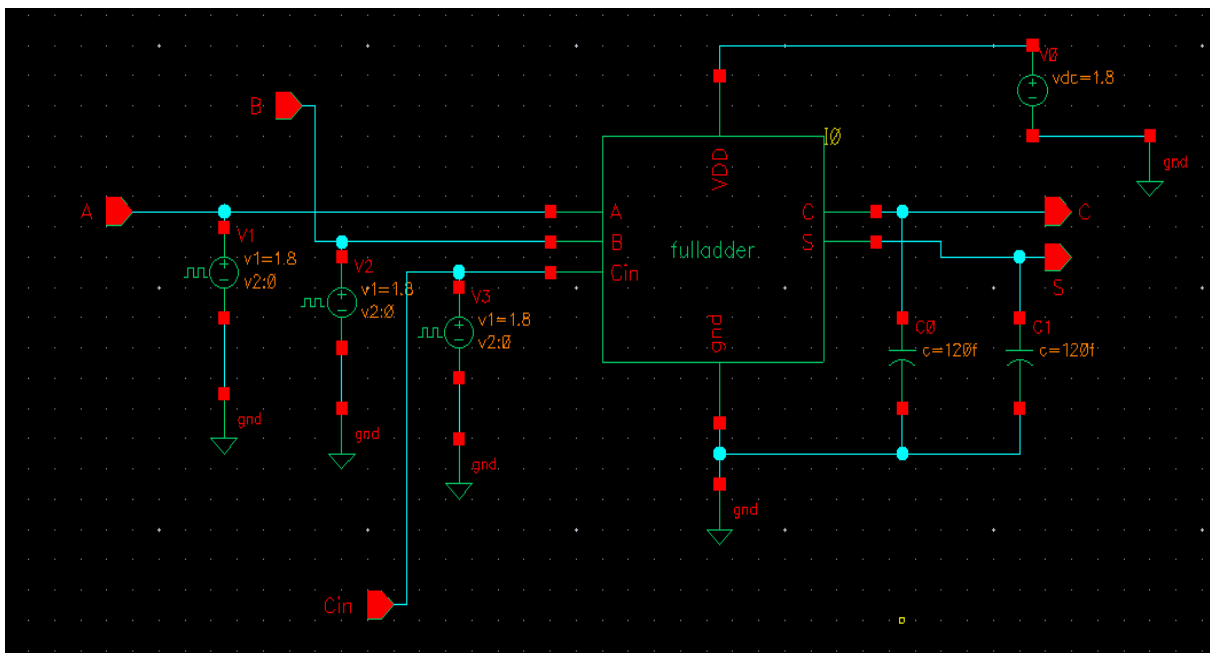 V0
vdc=1.8
gnd
B
I0
VDD
A
V1
v1=1.8
v2:0
gnd
V2
v1=1.8
v2:0
gnd
V3
v1=1.8
v2:0
gnd
A
B
Cin
fulladder
C
S
gnd
C
S
C0
c=120f
C1
c=120f
gnd
Cin